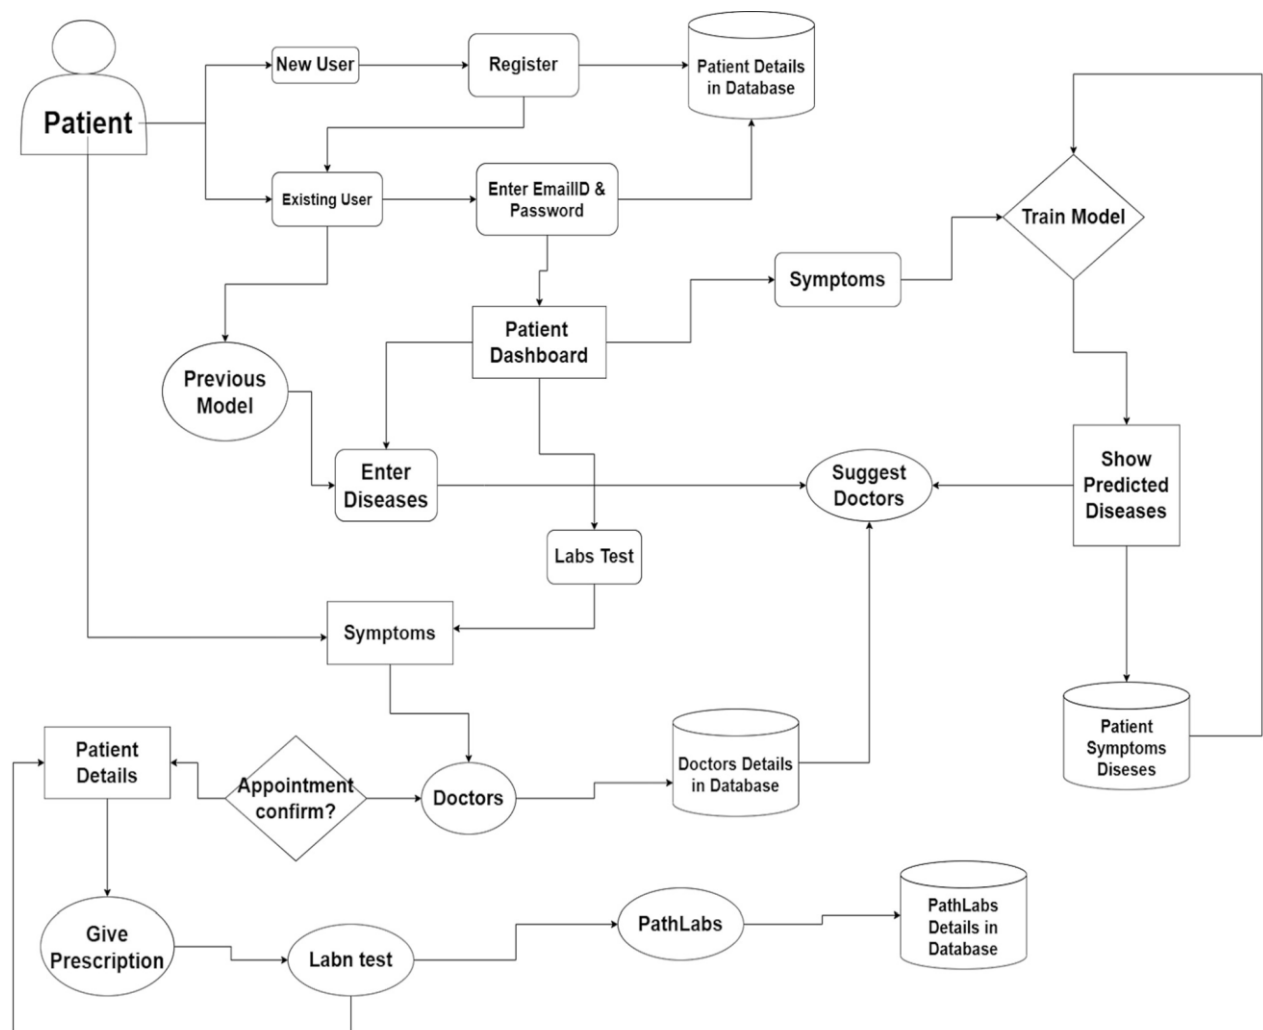 New User
Register
Patient Details
in Database
Patient
Existing User
Enter EmailID &
Password
Train Model
Symptoms
Patient
Dashboard
Previous
Model
Enter
Diseases
Suggest
Doctors
Show
Predicted
Diseases
Labs Test
Symptoms
Patient
Details
Appointment
confirm?
Doctors
Doctors Details
in Database
Patient
Symptoms
Diseses
Give
Prescription
Labn test
PathLabs
PathLabs
Details in
Database